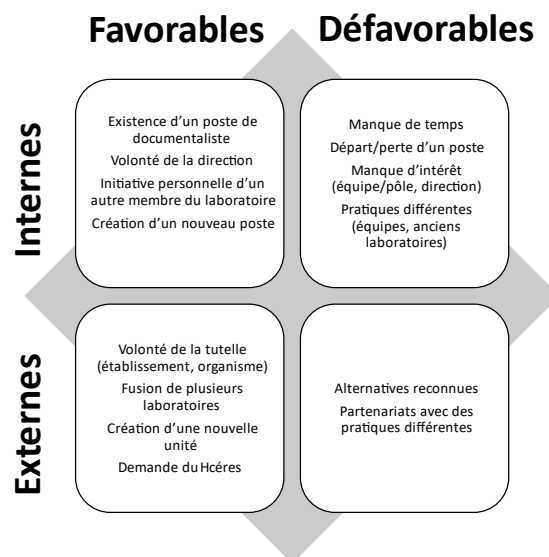 Favorables
Défavorables
Internes
Existence d'un poste de
documentaliste
Volonté de la direction
Initiative personnelle d'un
autre membre du laboratoire
Création d'un nouveau poste
Manque de temps
Départ/perte d'un poste
Manque d'intérêt
(équipe/pôle, direction)
Pratiques différentes
(équipes, anciens
laboratoires)
Externes
Volonté de la tutelle
(établissement, organisme)
Fusion de plusieurs
laboratoires
Création d'une nouvelle
unité
Demande du Hcéres
Alternatives reconnues
Partenariats avec des
pratiques différentes